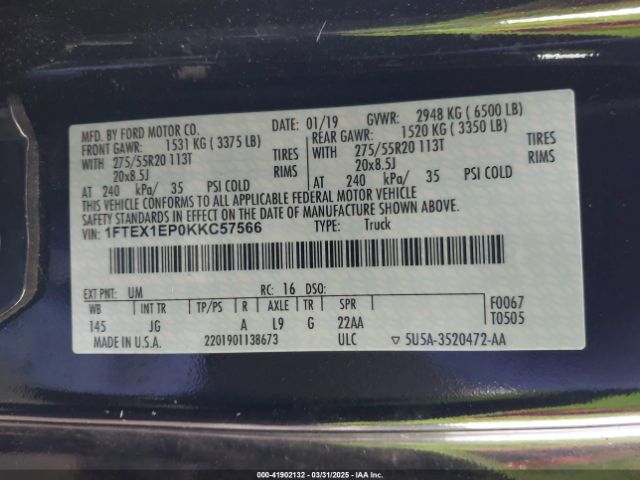 MFD. BY FORD MOTOR CO. DATE: 01/19 GVWR: 2948 KG ( 6500 LB)
FRONT GAWR: 1531 KG ( 3375 LB) REAR GAWR: 1520 KG ( 3350 LB)
WITH 275/55R20 113T TIRES WITH 275/55R20 113T TIRES
20x8.5J RIMS 20x8.5J RIMS
AT 240 kPa/ 35 PSI COLD AT 240 kPa/ 35 PSI COLD
THIS VEHICLE CONFORMS TO ALL APPLICABLE FEDERAL MOTOR VEHICLE
SAFETY STANDARDS IN EFFECT ON THE DATE OF MANUFACTURE SHOWN ABOVE.
VIN: 1FTEX1EP0KKC57566 TYPE: Truck
EXT PNT: UM RC: 16 DSO:
WB INT TR TP/PS R AXLE TR SPR F0067
145 JG A L9 G 22AA T0505
MADE IN U.S.A. 2201901138673 ULC ▽ 5U5A-3520472-AA
000-41902132 - 03/31/2025 - IAA, Inc.